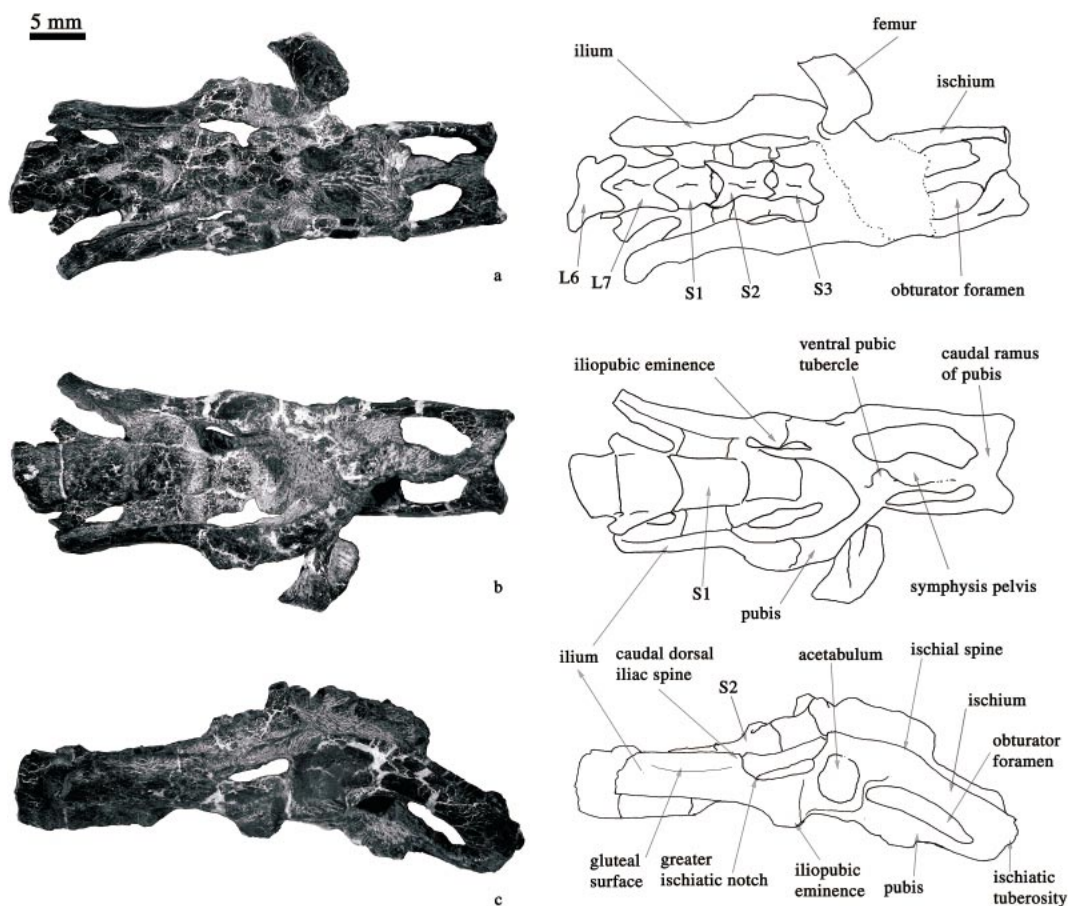 5 mm
femur
ilium
ischium
L6
L7
S1
S2
S3
obturator foramen
a
ventral pubic
tubercle
caudal ramus
of pubis
iliopubic eminence
S1
pubis
symphysis pelvis
b
ilium
caudal dorsal
iliac spine
S2
acetabulum
ischial spine
ischium
obturator
foramen
gluteal
surface
greater
ischiatic notch
iliopubic
eminence
pubis
ischiatic
tuberosity
c